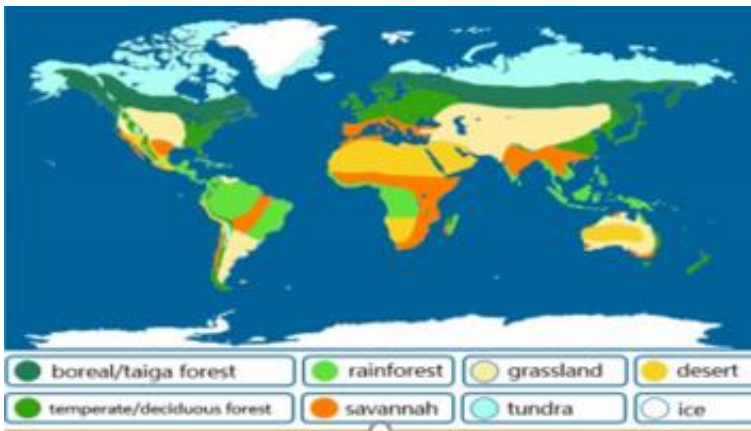 boreal/taiga forest rainforest grassland desert
temperate/deciduous forest savannah tundra ice